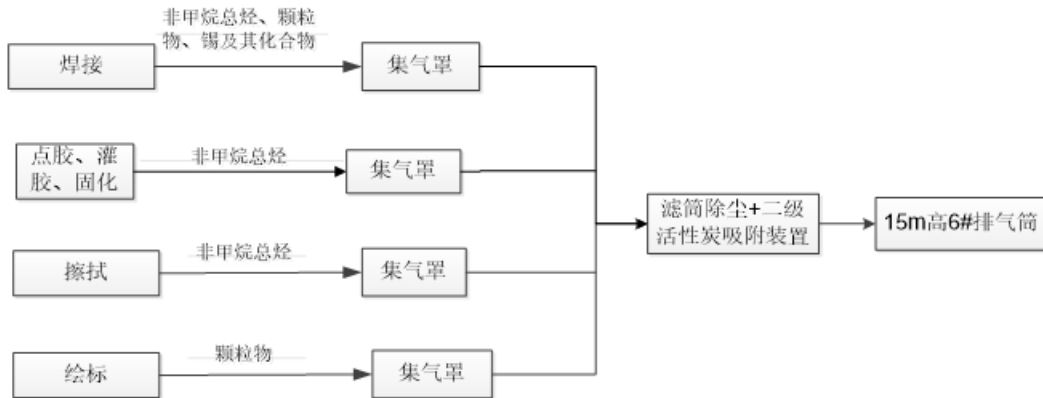 非甲烷总烃、颗粒
物、锡及其化合物
焊接
集气罩
点胶、灌
胶、固化
非甲烷总烃
集气罩
滤筒除尘+二级
活性炭吸附装置
15m高6#排气筒
擦拭
非甲烷总烃
集气罩
绘标
颗粒物
集气罩